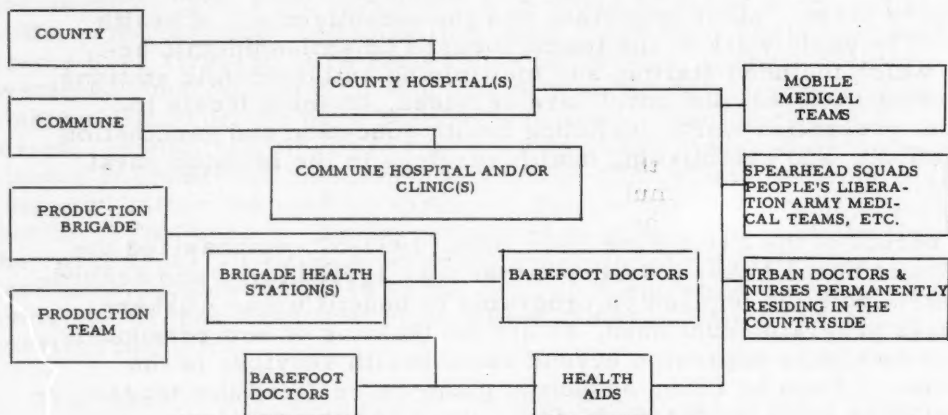 COUNTY
COUNTY HOSPITAL(S)
MOBILE
MEDICAL
TEAMS
COMMUNE
COMMUNE HOSPITAL AND/OR
CLINIC(S)
SPEARHEAD SQUADS
PEOPLE'S LIBERA-
TION ARMY MEDI-
CAL TEAMS, ETC.
PRODUCTION
BRIGADE
BRIGADE HEALTH
STATION(S)
BAREFOOT DOCTORS
URBAN DOCTORS &
NURSES PERMANENTLY
RESIDING IN THE
COUNTRYSIDE
PRODUCTION
TEAM
BAREFOOT
DOCTORS
HEALTH
AIDS